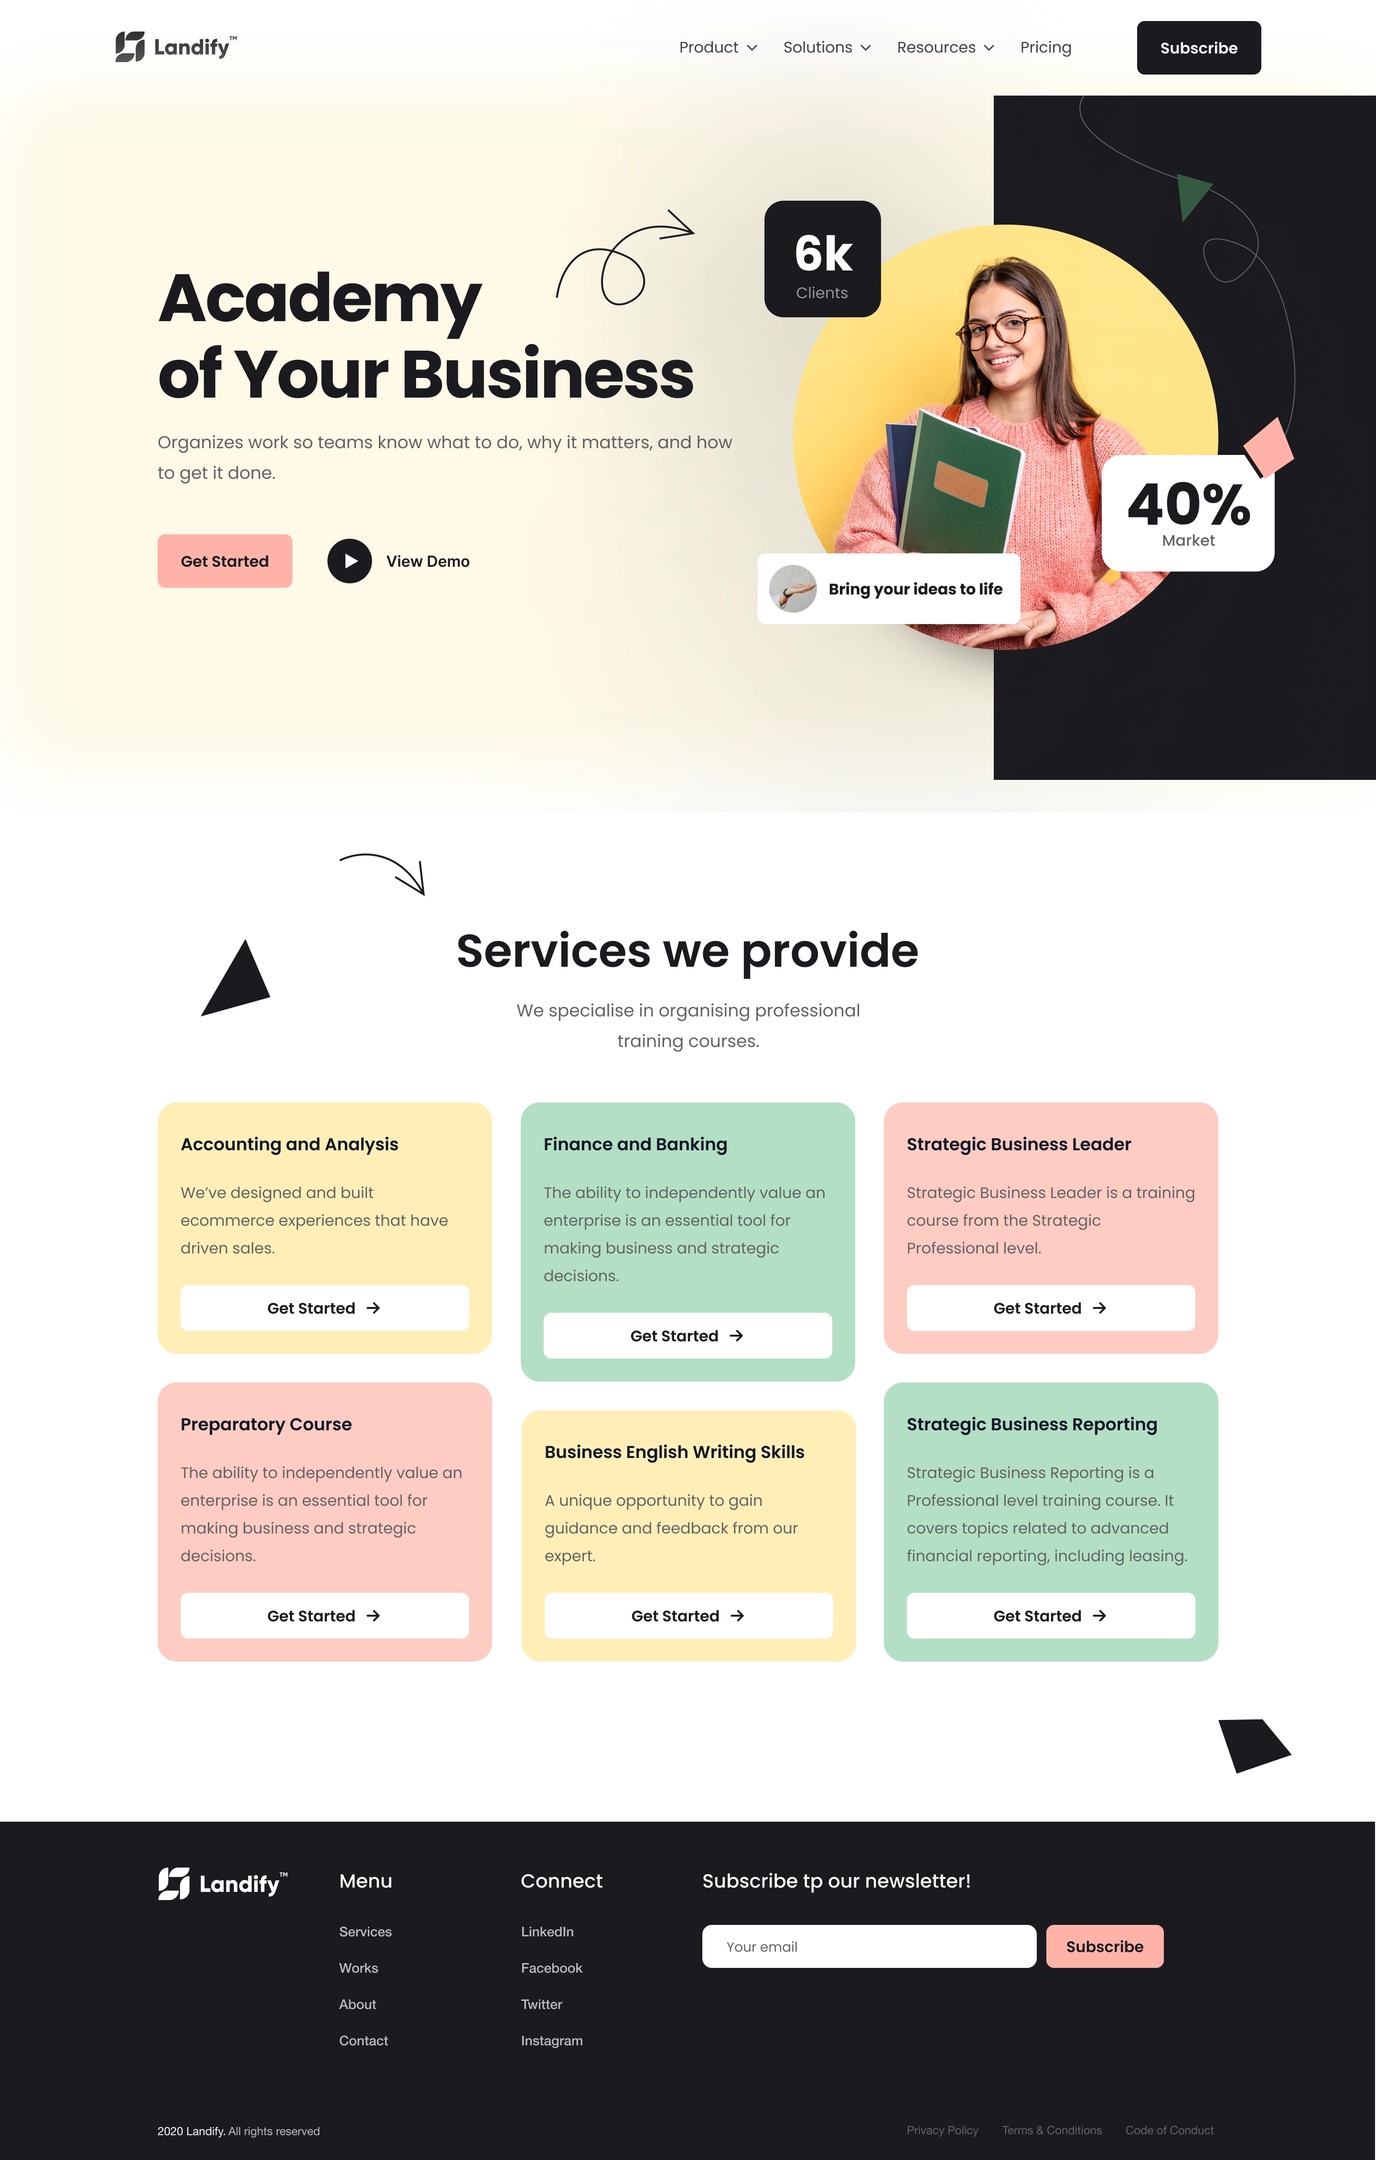 Landify™
Product
Solutions
Resources
Pricing
Subscribe
6k
Clients
Academy
of Your Business
Organizes work so teams know what to do, why it matters, and how
to get it done.
Get Started
View Demo
40%
Market
Bring your ideas to life
Services we provide
We specialise in organising professional
training courses.
Accounting and Analysis
We’ve designed and built
ecommerce experiences that have
driven sales.
Get Started
Finance and Banking
The ability to independently value an
enterprise is an essential tool for
making business and strategic
decisions.
Get Started
Strategic Business Leader
Strategic Business Leader is a training
course from the Strategic
Professional level.
Get Started
Preparatory Course
The ability to independently value an
enterprise is an essential tool for
making business and strategic
decisions.
Get Started
Business English Writing Skills
A unique opportunity to gain
guidance and feedback from our
expert.
Get Started
Strategic Business Reporting
Strategic Business Reporting is a
Professional level training course. It
covers topics related to advanced
financial reporting, including leasing.
Get Started
Landify™
Menu
Services
Works
About
Contact
Connect
LinkedIn
Facebook
Twitter
Instagram
Subscribe tp our newsletter!
Your email
Subscribe
2020 Landify. All rights reserved
Privacy Policy
Terms & Conditions
Code of Conduct